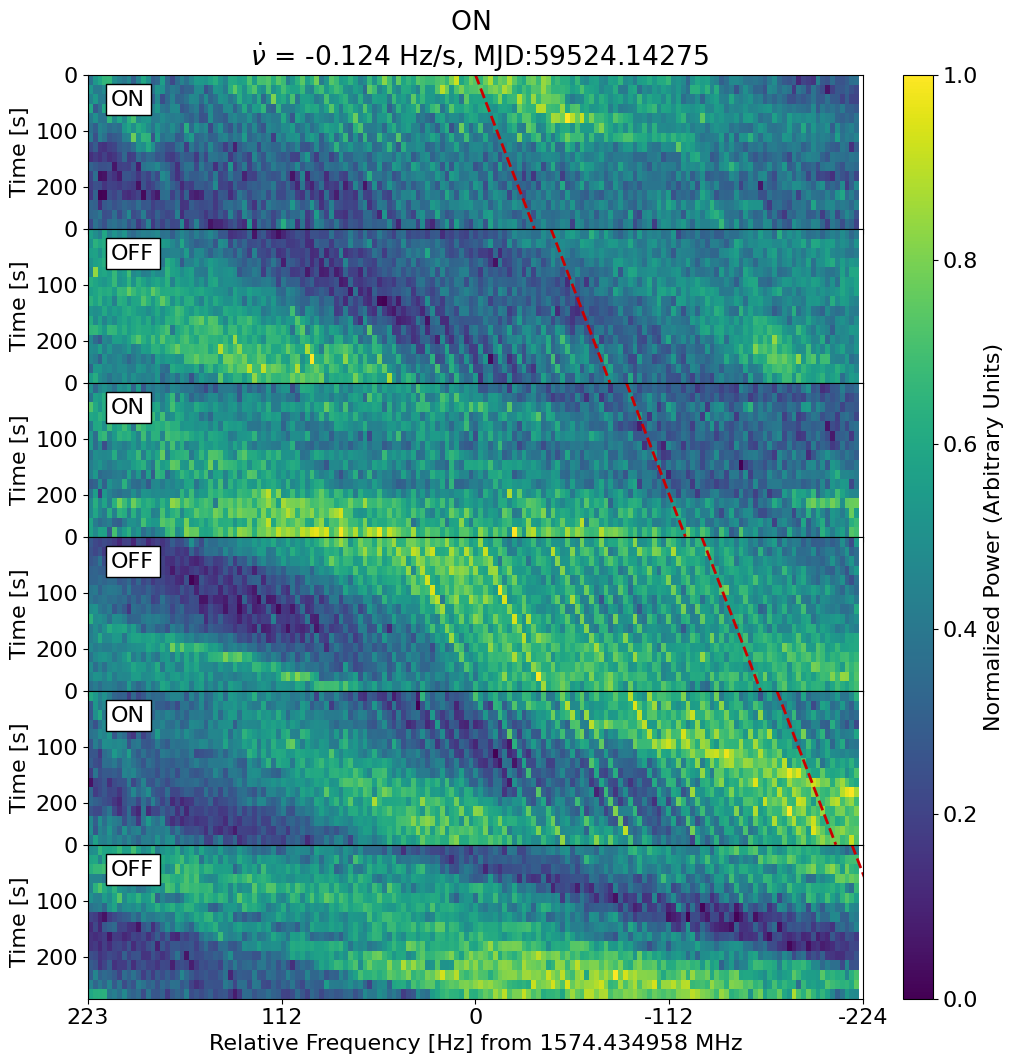 ON
ν̇ = -0.124 Hz/s, MJD:59524.14275
0
ON
100
Time [s]
200
0
OFF
100
Time [s]
200
0
ON
100
Time [s]
200
0
OFF
100
Time [s]
200
0
ON
100
Time [s]
200
0
OFF
100
Time [s]
200
223 112 0 -112 -224
Relative Frequency [Hz] from 1574.434958 MHz
1.0
0.8
0.6
0.4
0.2
0.0
Normalized Power (Arbitrary Units)